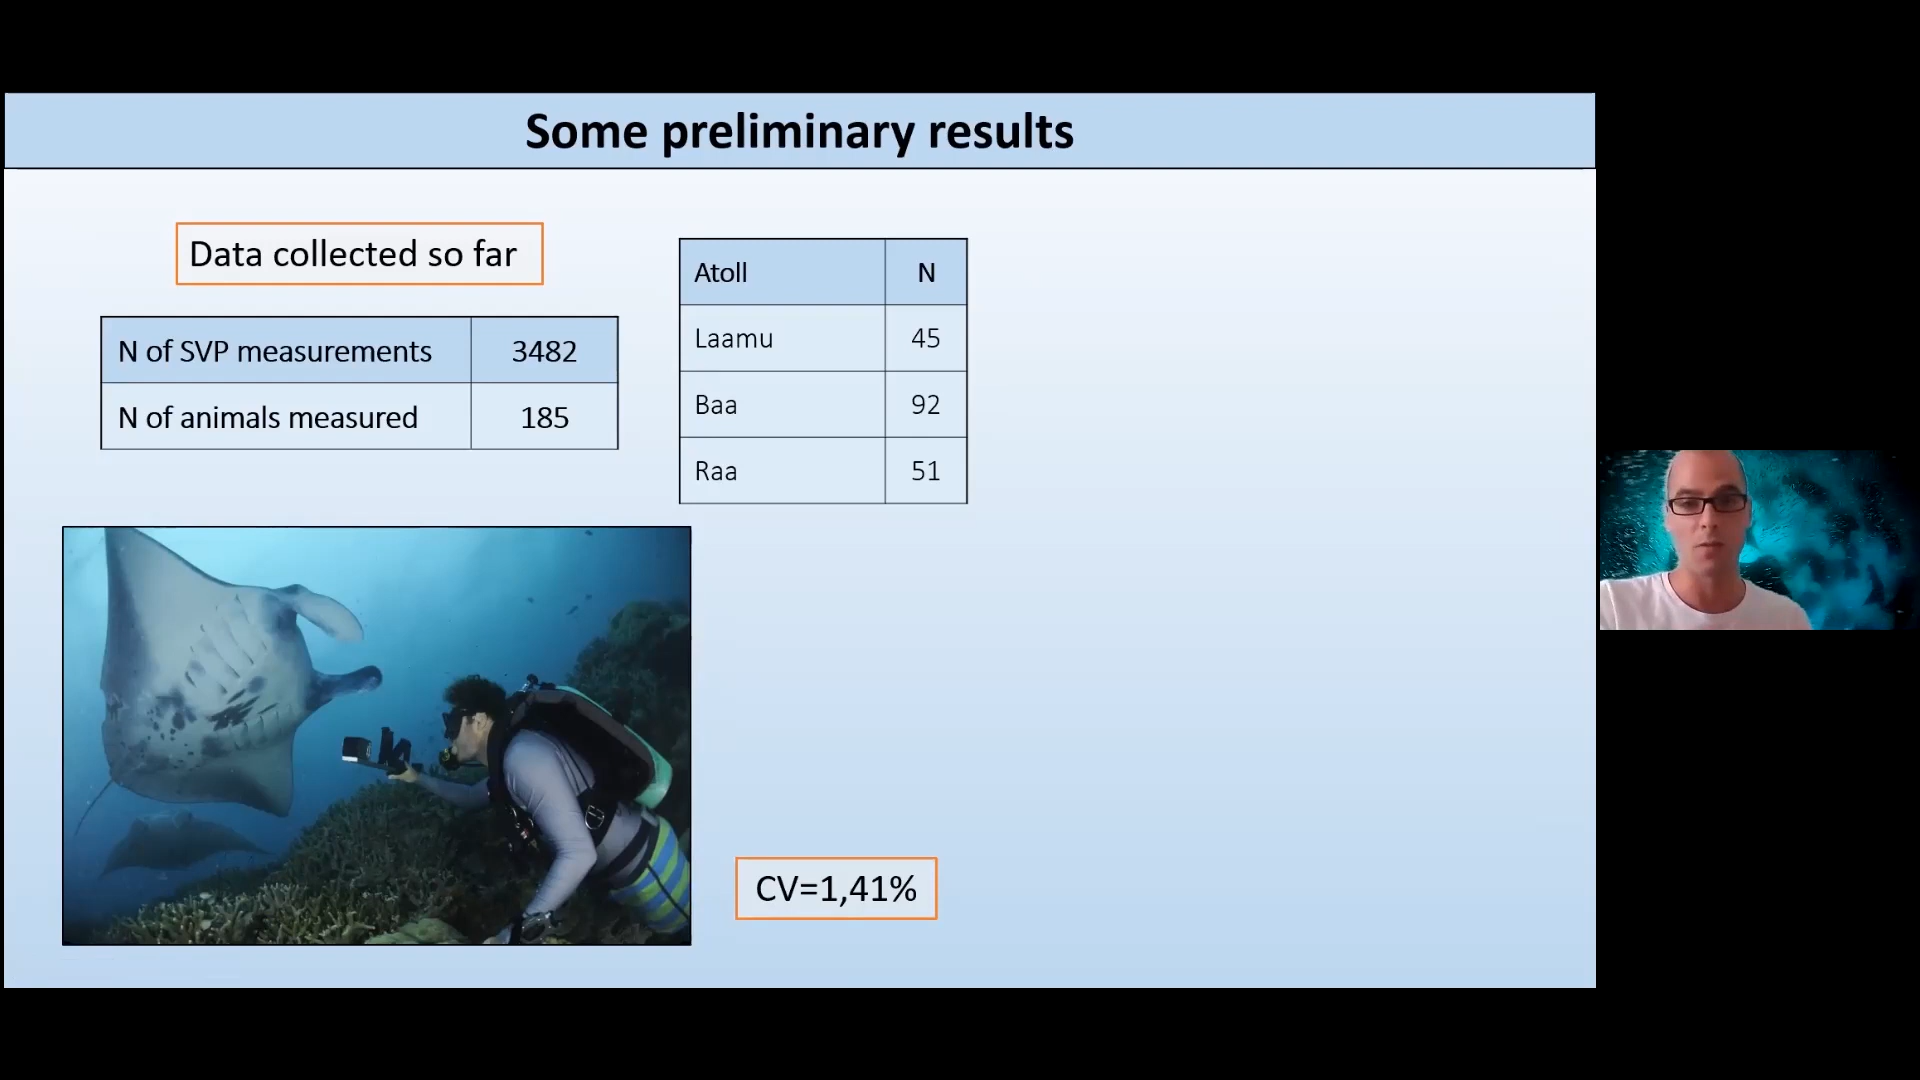 Some preliminary results
Data collected so far
N of SVP measurements 3482
N of animals measured 185
Atoll N
Laamu 45
Baa 92
Raa 51
CV=1,41%